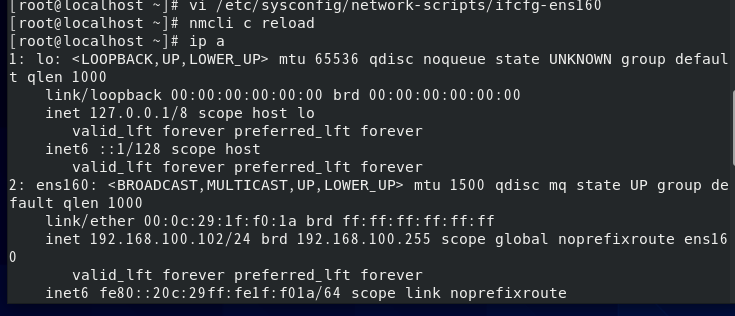 [root@localhost ~]# vi /etc/sysconfig/network-scripts/ifcfg-ens160
[root@localhost ~]# nmcli c reload
[root@localhost ~]# ip a
1: lo: <LOOPBACK,UP,LOWER_UP> mtu 65536 qdisc noqueue state UNKNOWN group defaul
t qlen 1000
    link/loopback 00:00:00:00:00:00 brd 00:00:00:00:00:00
    inet 127.0.0.1/8 scope host lo
       valid_lft forever preferred_lft forever
    inet6 ::1/128 scope host
       valid_lft forever preferred_lft forever
2: ens160: <BROADCAST,MULTICAST,UP,LOWER_UP> mtu 1500 qdisc mq state UP group de
fault qlen 1000
    link/ether 00:0c:29:1f:f0:1a brd ff:ff:ff:ff:ff:ff
    inet 192.168.100.102/24 brd 192.168.100.255 scope global noprefixroute ens16
0
       valid_lft forever preferred_lft forever
    inet6 fe80::20c:29ff:fe1f:f01a/64 scope link noprefixroute